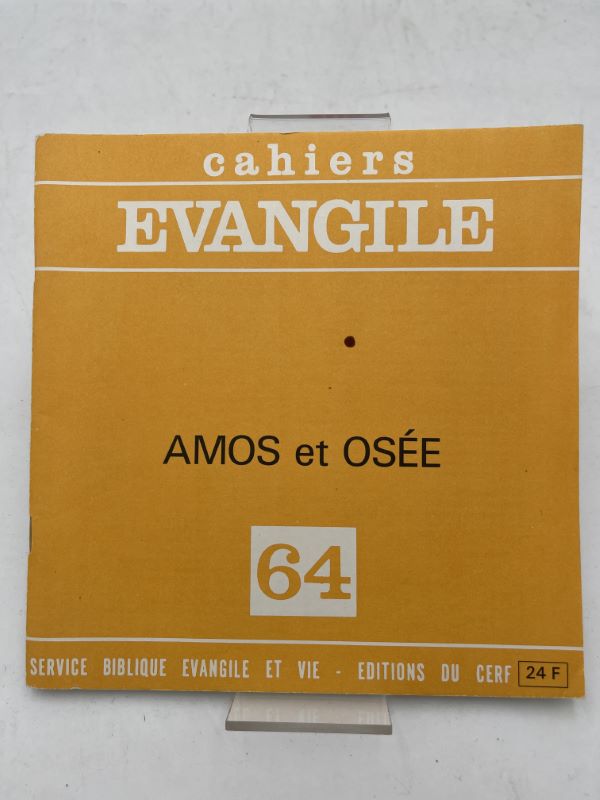 cahiers
EVANGILE
AMOS et OSÉE
64
SERVICE BIBLIQUE EVANGILE ET VIE - EDITIONS DU CERF 24 F